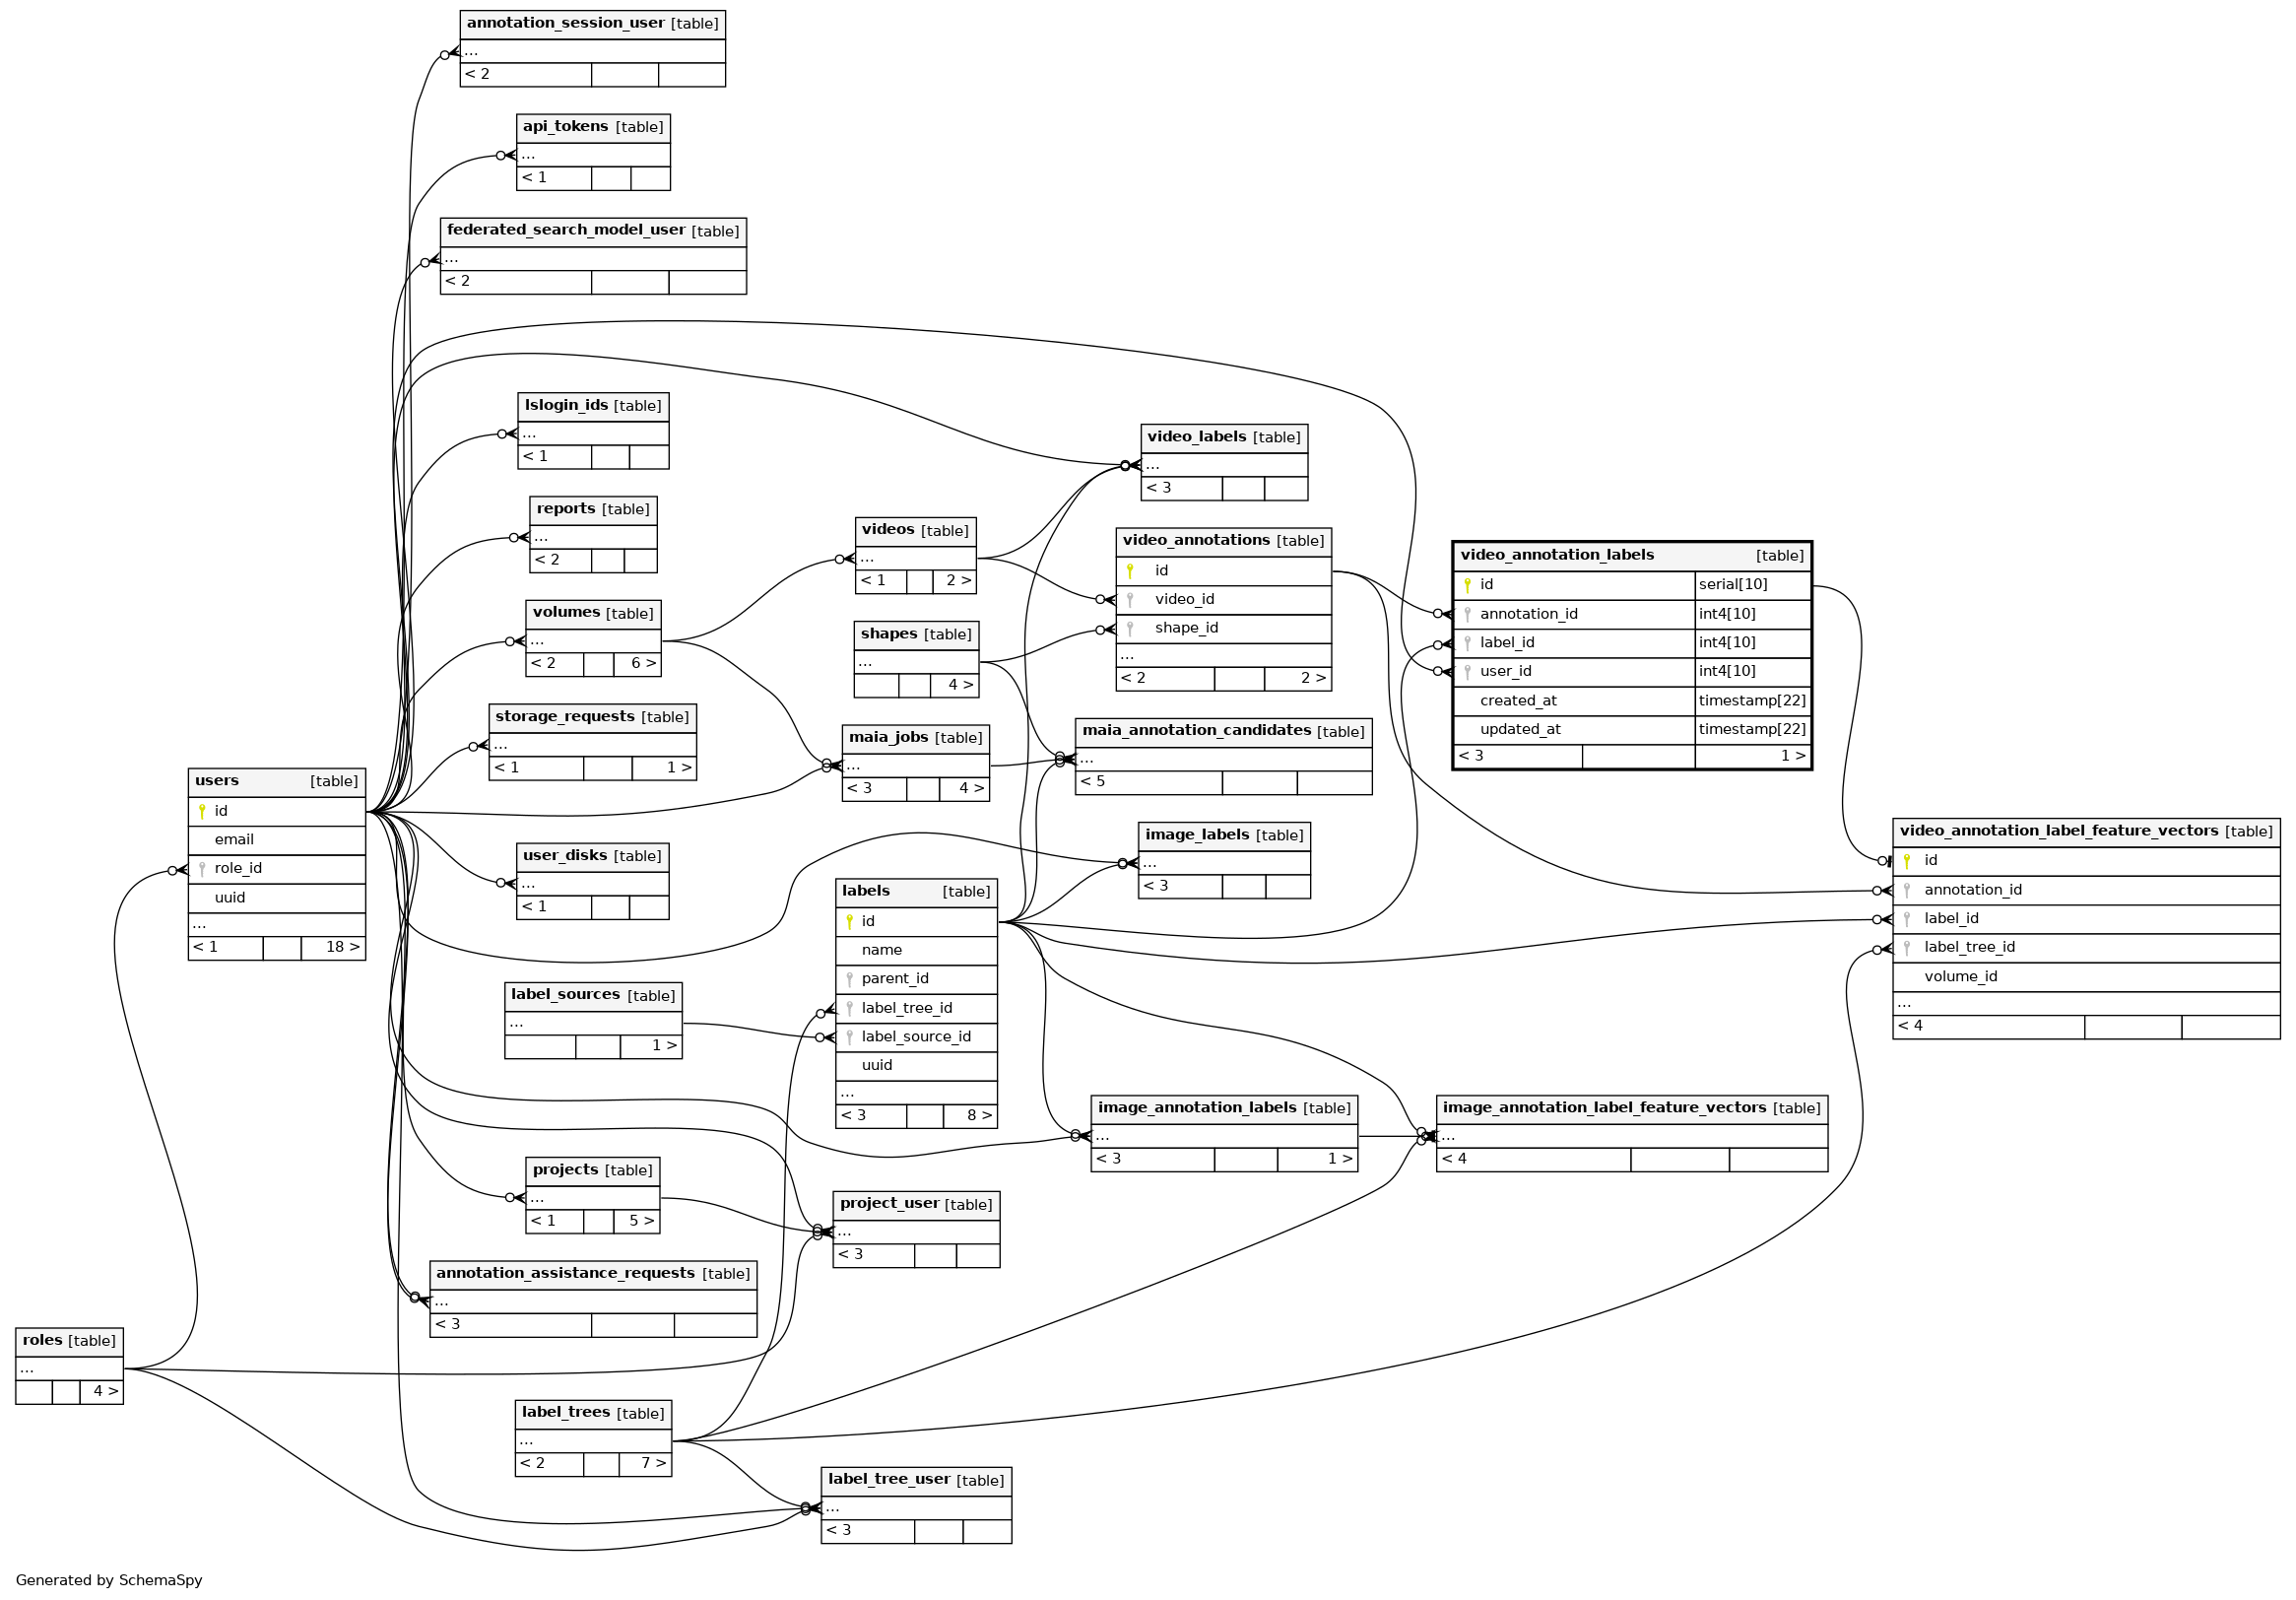 annotation_session_user [table]
...
< 2
api_tokens [table]
...
< 1
federated_search_model_user [table]
...
< 2
lslogin_ids [table]
...
< 1
reports [table]
...
< 2
volumes [table]
...
< 2 6 >
storage_requests [table]
...
< 1 1 >
users [table]
id
email
role_id
uuid
...
< 1 18 >
user_disks [table]
...
< 1
label_sources [table]
...
1 >
projects [table]
...
< 1 5 >
annotation_assistance_requests [table]
...
< 3
roles [table]
...
4 >
label_trees [table]
...
< 2 7 >
videos [table]
...
< 1 2 >
shapes [table]
...
4 >
maia_jobs [table]
...
< 3 4 >
labels [table]
id
name
parent_id
label_tree_id
label_source_id
uuid
...
< 3 8 >
project_user [table]
...
< 3
label_tree_user [table]
...
< 3
video_labels [table]
...
< 3
video_annotations [table]
id
video_id
shape_id
...
< 2 2 >
maia_annotation_candidates [table]
...
< 5
image_labels [table]
...
< 3
image_annotation_labels [table]
...
< 3 1 >
video_annotation_labels [table]
id serial[10]
annotation_id int4[10]
label_id int4[10]
user_id int4[10]
created_at timestamp[22]
updated_at timestamp[22]
< 3 1 >
image_annotation_label_feature_vectors [table]
...
< 4
video_annotation_label_feature_vectors [table]
id
annotation_id
label_id
label_tree_id
volume_id
...
< 4
Generated by SchemaSpy